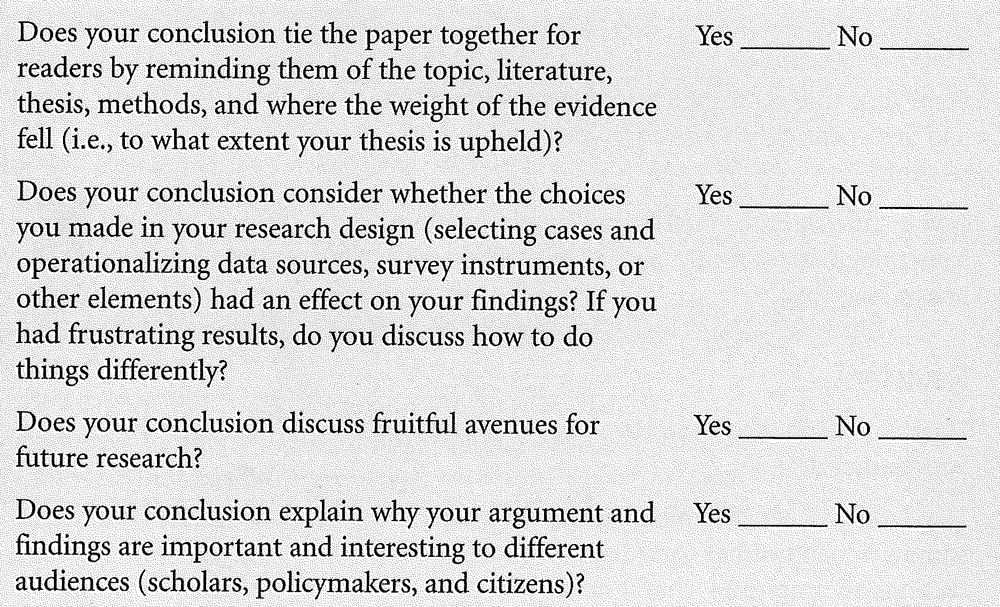 Does your conclusion tie the paper together for Yes ______ No ______
readers by reminding them of the topic, literature,
thesis, methods, and where the weight of the evidence
fell (i.e., to what extent your thesis is upheld)?
Does your conclusion consider whether the choices Yes ______ No ______
you made in your research design (selecting cases and
operationalizing data sources, survey instruments, or
other elements) had an effect on your findings? If you
had frustrating results, do you discuss how to do
things differently?
Does your conclusion discuss fruitful avenues for Yes ______ No ______
future research?
Does your conclusion explain why your argument and Yes ______ No ______
findings are important and interesting to different
audiences (scholars, policymakers, and citizens)?